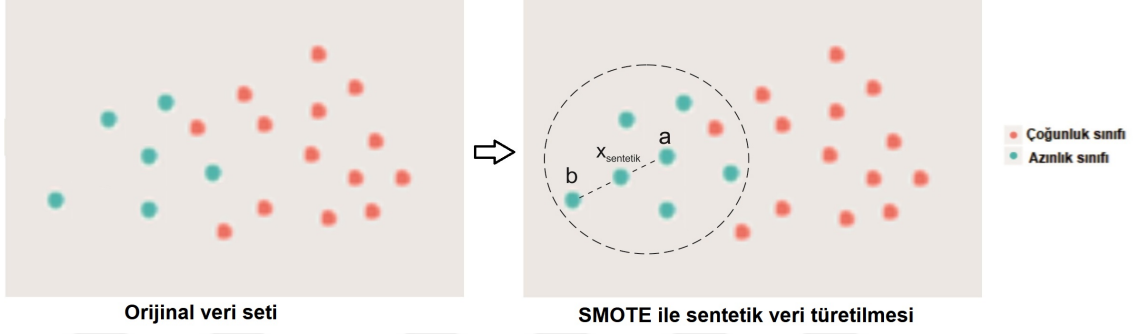 a
x sentetik
b
Çoğunluk sınıfı
Azınlık sınıfı
Orijinal veri seti
SMOTE ile sentetik veri türetilmesi